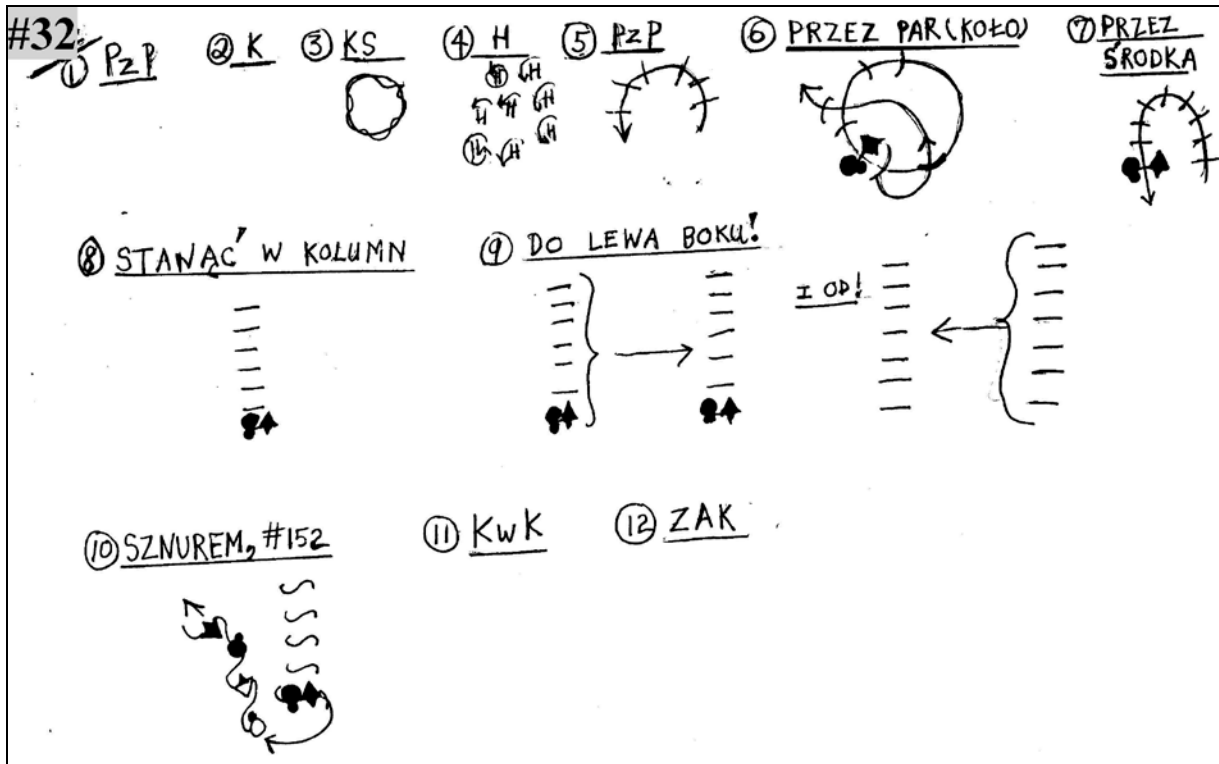 #32:
① PzP ② K ③ KS ④ H ⑤ PzP ⑥ PRZEZ PAR (KOŁO) ⑦ PRZEZ
ŚRODKA
H H
H H H
H H H
⑧ STANĄĆ W KOLUMN ⑨ DO LEWA BOKU!
I OD!
⑩ SZNUREM, #152 ⑪ KwK ⑫ ZAK